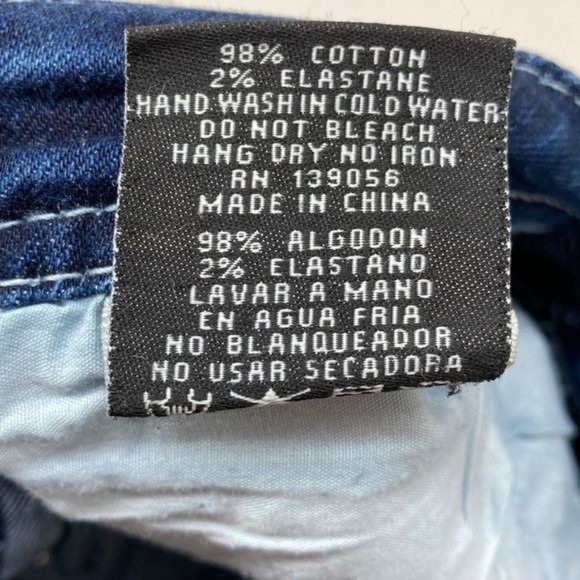 98% COTTON
2% ELASTANE
HAND WASH IN COLD WATER
DO NOT BLEACH
HANG DRY NO IRON
RN 139056
MADE IN CHINA
98% ALGODON
2% ELASTANO
LAVAR A MANO
EN AGUA FRIA
NO BLANQUEADOR
NO USAR SECADORA